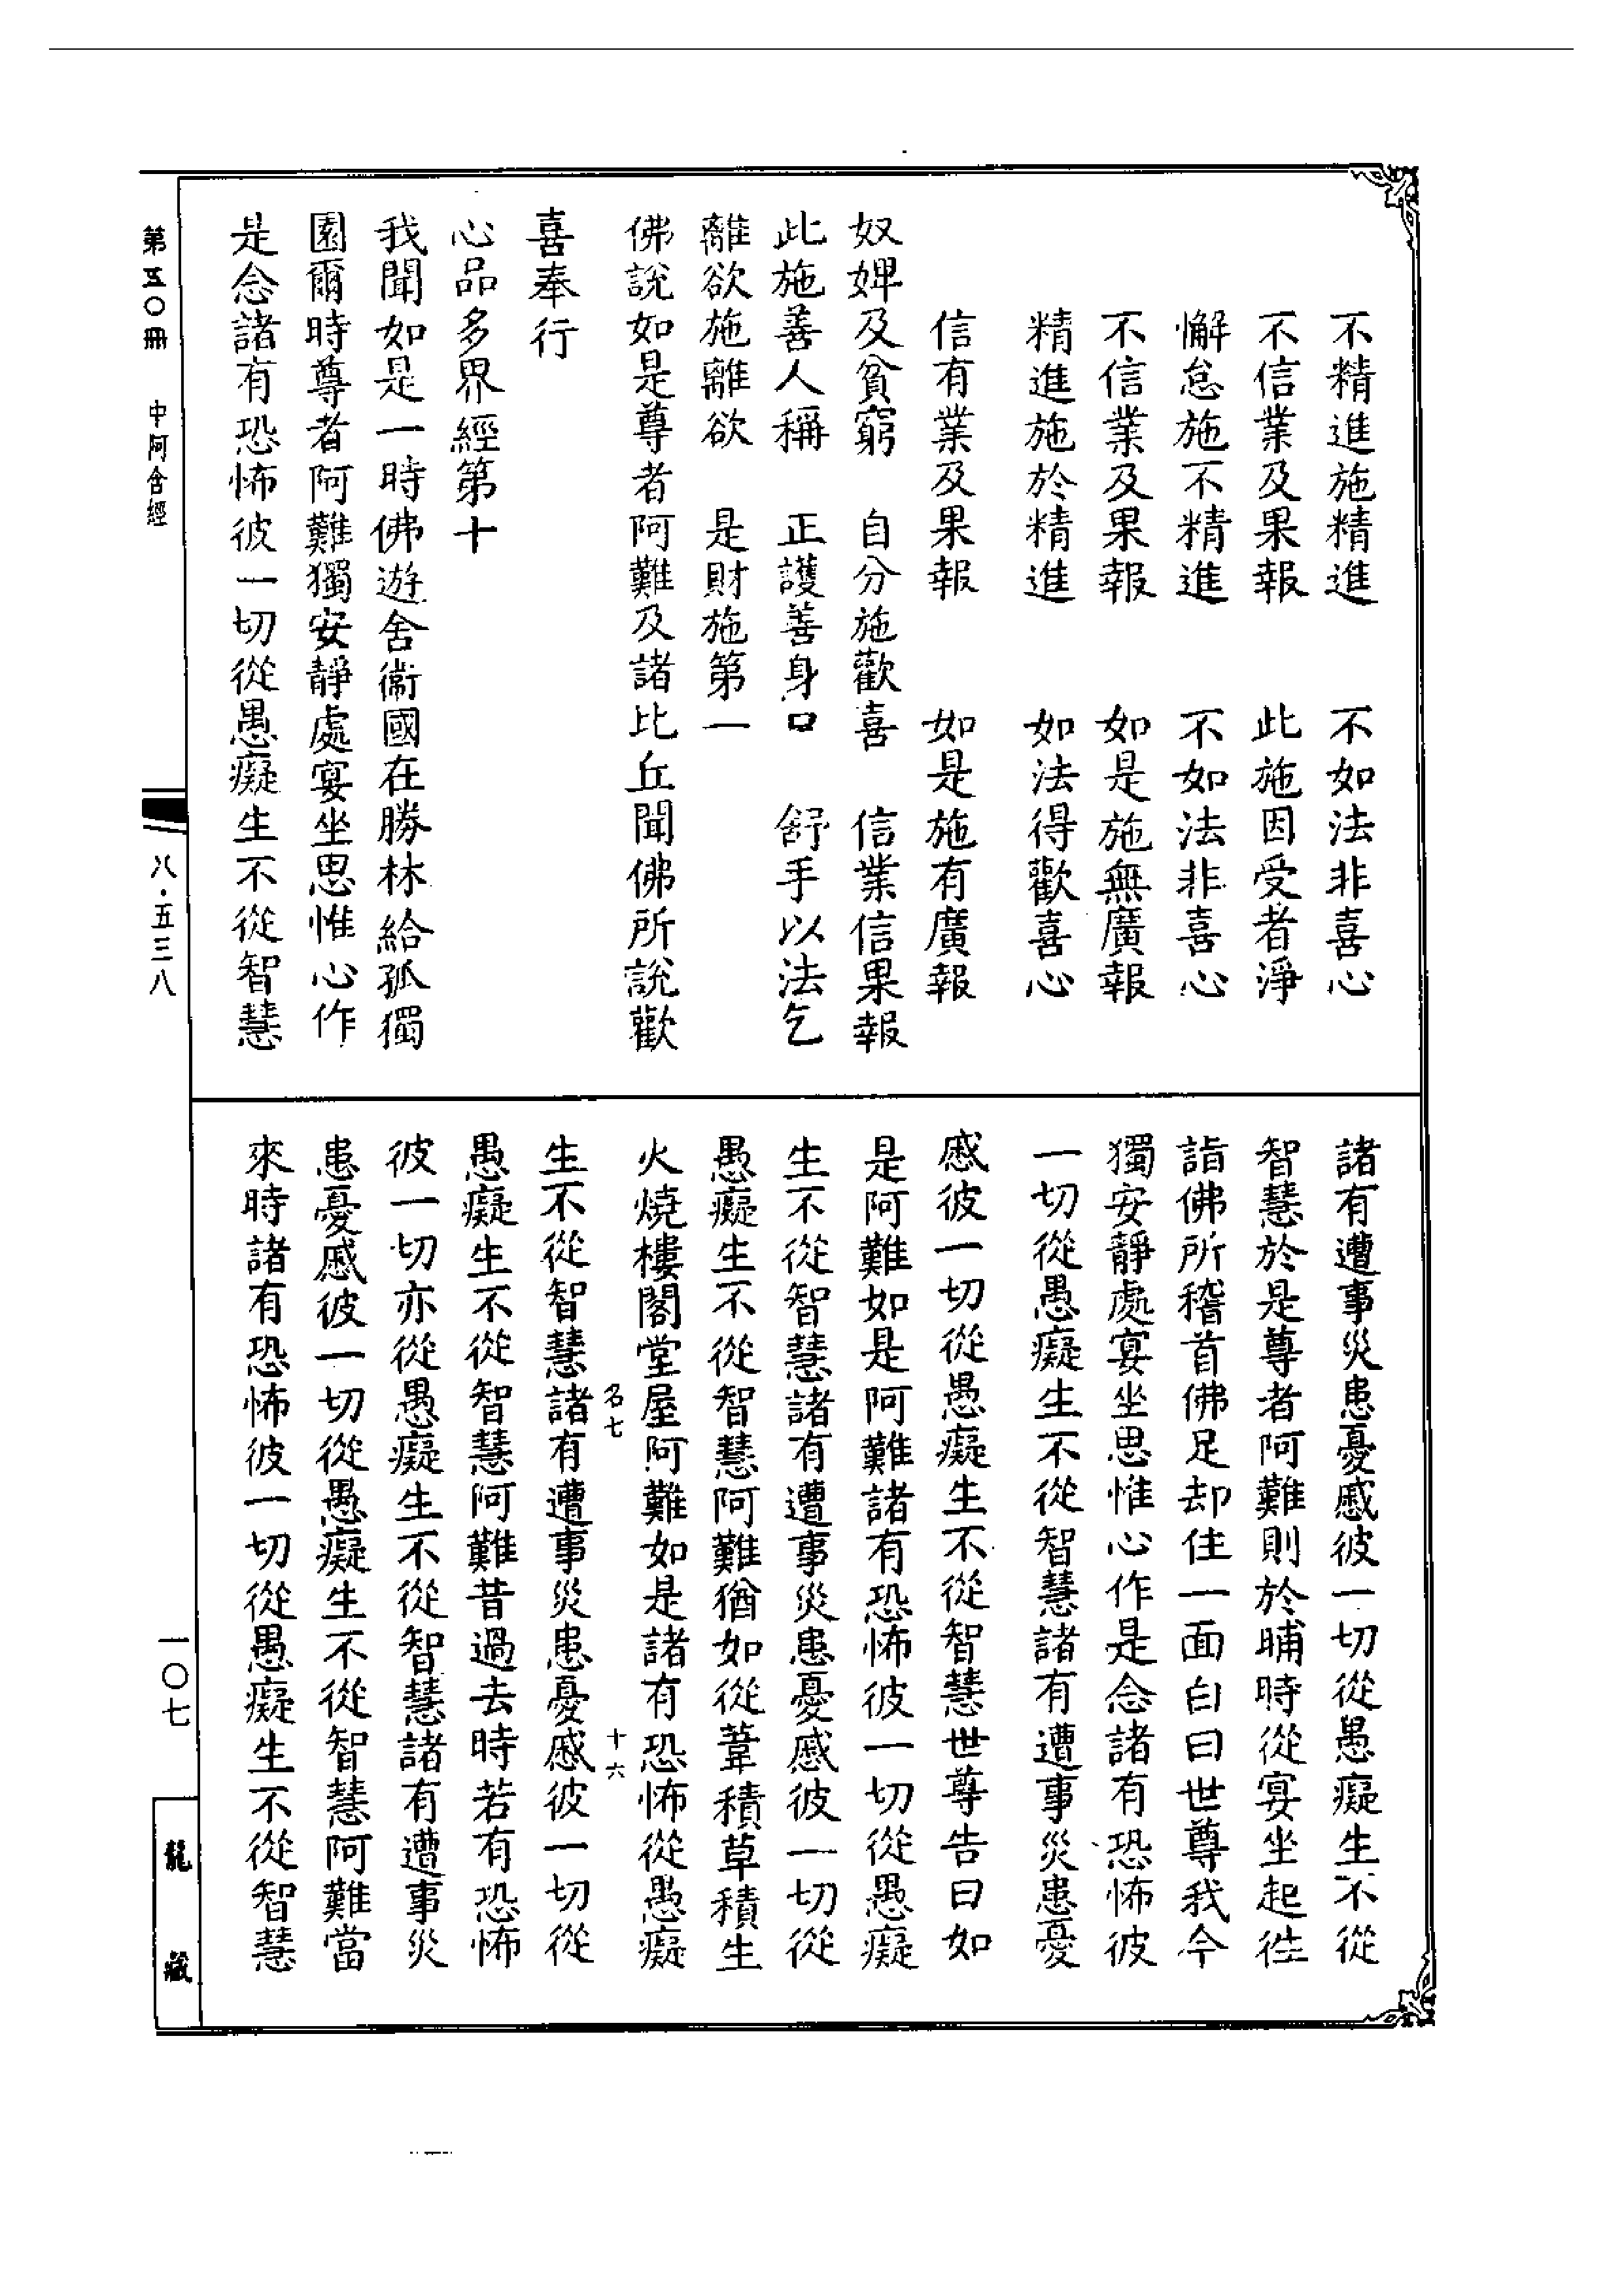 不精進施精進　不如法非喜心
不信業及果報　此施因受者淨
懈怠施不精進　不如法非喜心
不信業及果報　如是施無廣報
精進施於精進　如法得歡喜心
信有業及果報　如是施有廣報
奴婢及貧窮　自分施歡喜　信業信果報
此施善人稱　正護善身口　舒手以法乞
離欲施離欲　是財施第一
佛說如是尊者阿難及諸比丘聞佛所說歡
喜奉行
心品多界經第十
我聞如是一時佛遊舍衞國在勝林給孤獨
園爾時尊者阿難獨安靜處宴坐思惟心作
是念諸有恐怖彼一切從愚癡生不從智慧
諸有遭事災患憂慼彼一切從愚癡生不從
智慧於是尊者阿難則於晡時從宴坐起往
詣佛所稽首佛足却住一面白曰世尊我今
獨安靜處宴坐思惟心作是念諸有恐怖彼
一切從愚癡生不從智慧諸有遭事災患憂
慼彼一切從愚癡生不從智慧世尊告曰如
是阿難如是阿難諸有恐怖彼一切從愚癡
生不從智慧諸有遭事災患憂慼彼一切從
愚癡生不從智慧阿難猶如從葦積草積生
火燒樓閣堂屋阿難如是諸有恐怖從愚癡
名七　十六
生不從智慧諸有遭事災患憂慼彼一切從
愚癡生不從智慧阿難昔過去時若有恐怖
彼一切亦從愚癡生不從智慧諸有遭事災
患憂慼彼一切從愚癡生不從智慧阿難當
來時諸有恐怖彼一切從愚癡生不從智慧
第五〇冊　中阿含經
八·五三八
一〇七
龍藏